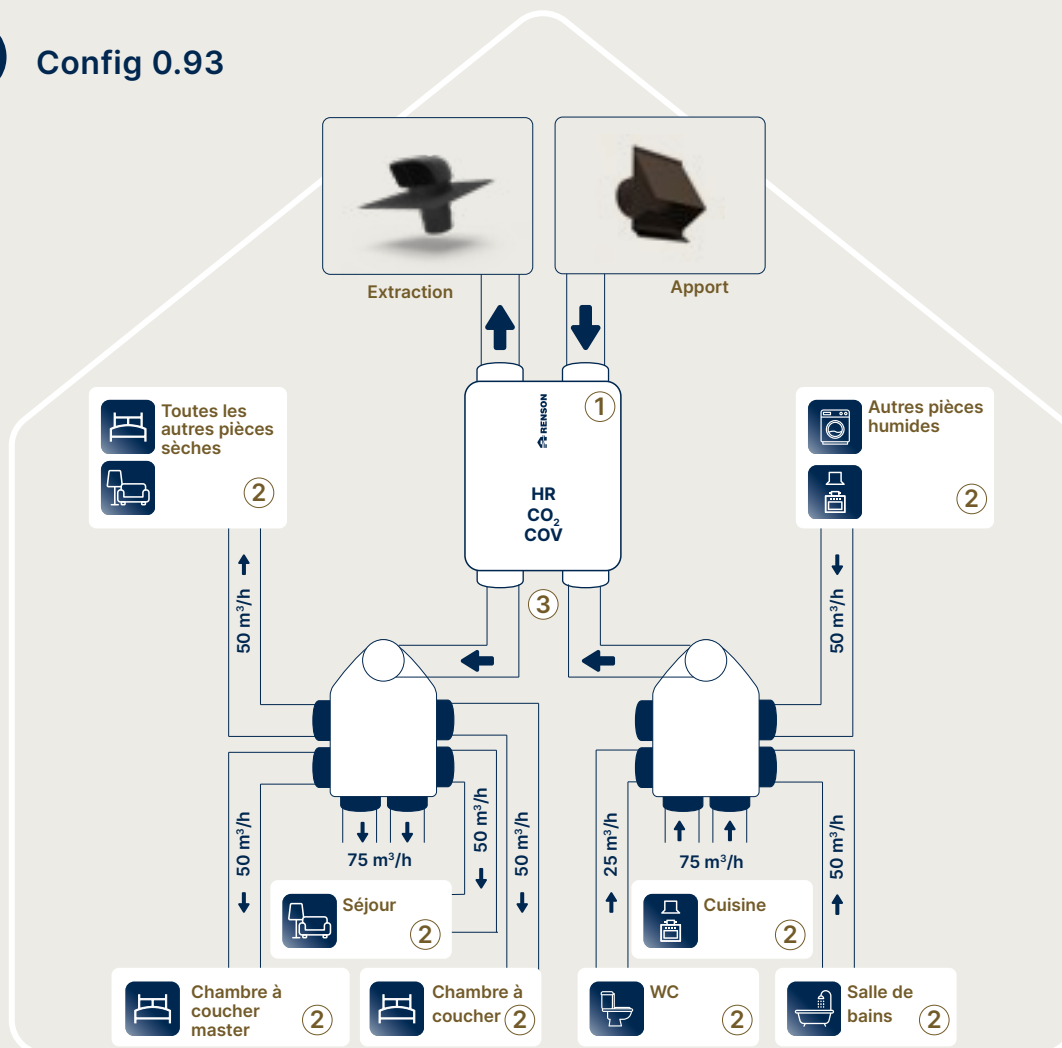 Config 0.93
Extraction
Apport
RENSON
1
HR
CO₂
COV
Toutes les
autres pièces
sèches
2
Autres pièces
humides
2
3
50 m³/h
50 m³/h
50 m³/h
75 m³/h
50 m³/h
50 m³/h
25 m³/h
75 m³/h
50 m³/h
Séjour
2
Cuisine
2
Chambre à
coucher
master
2
Chambre à
coucher
2
WC
2
Salle de
bains
2